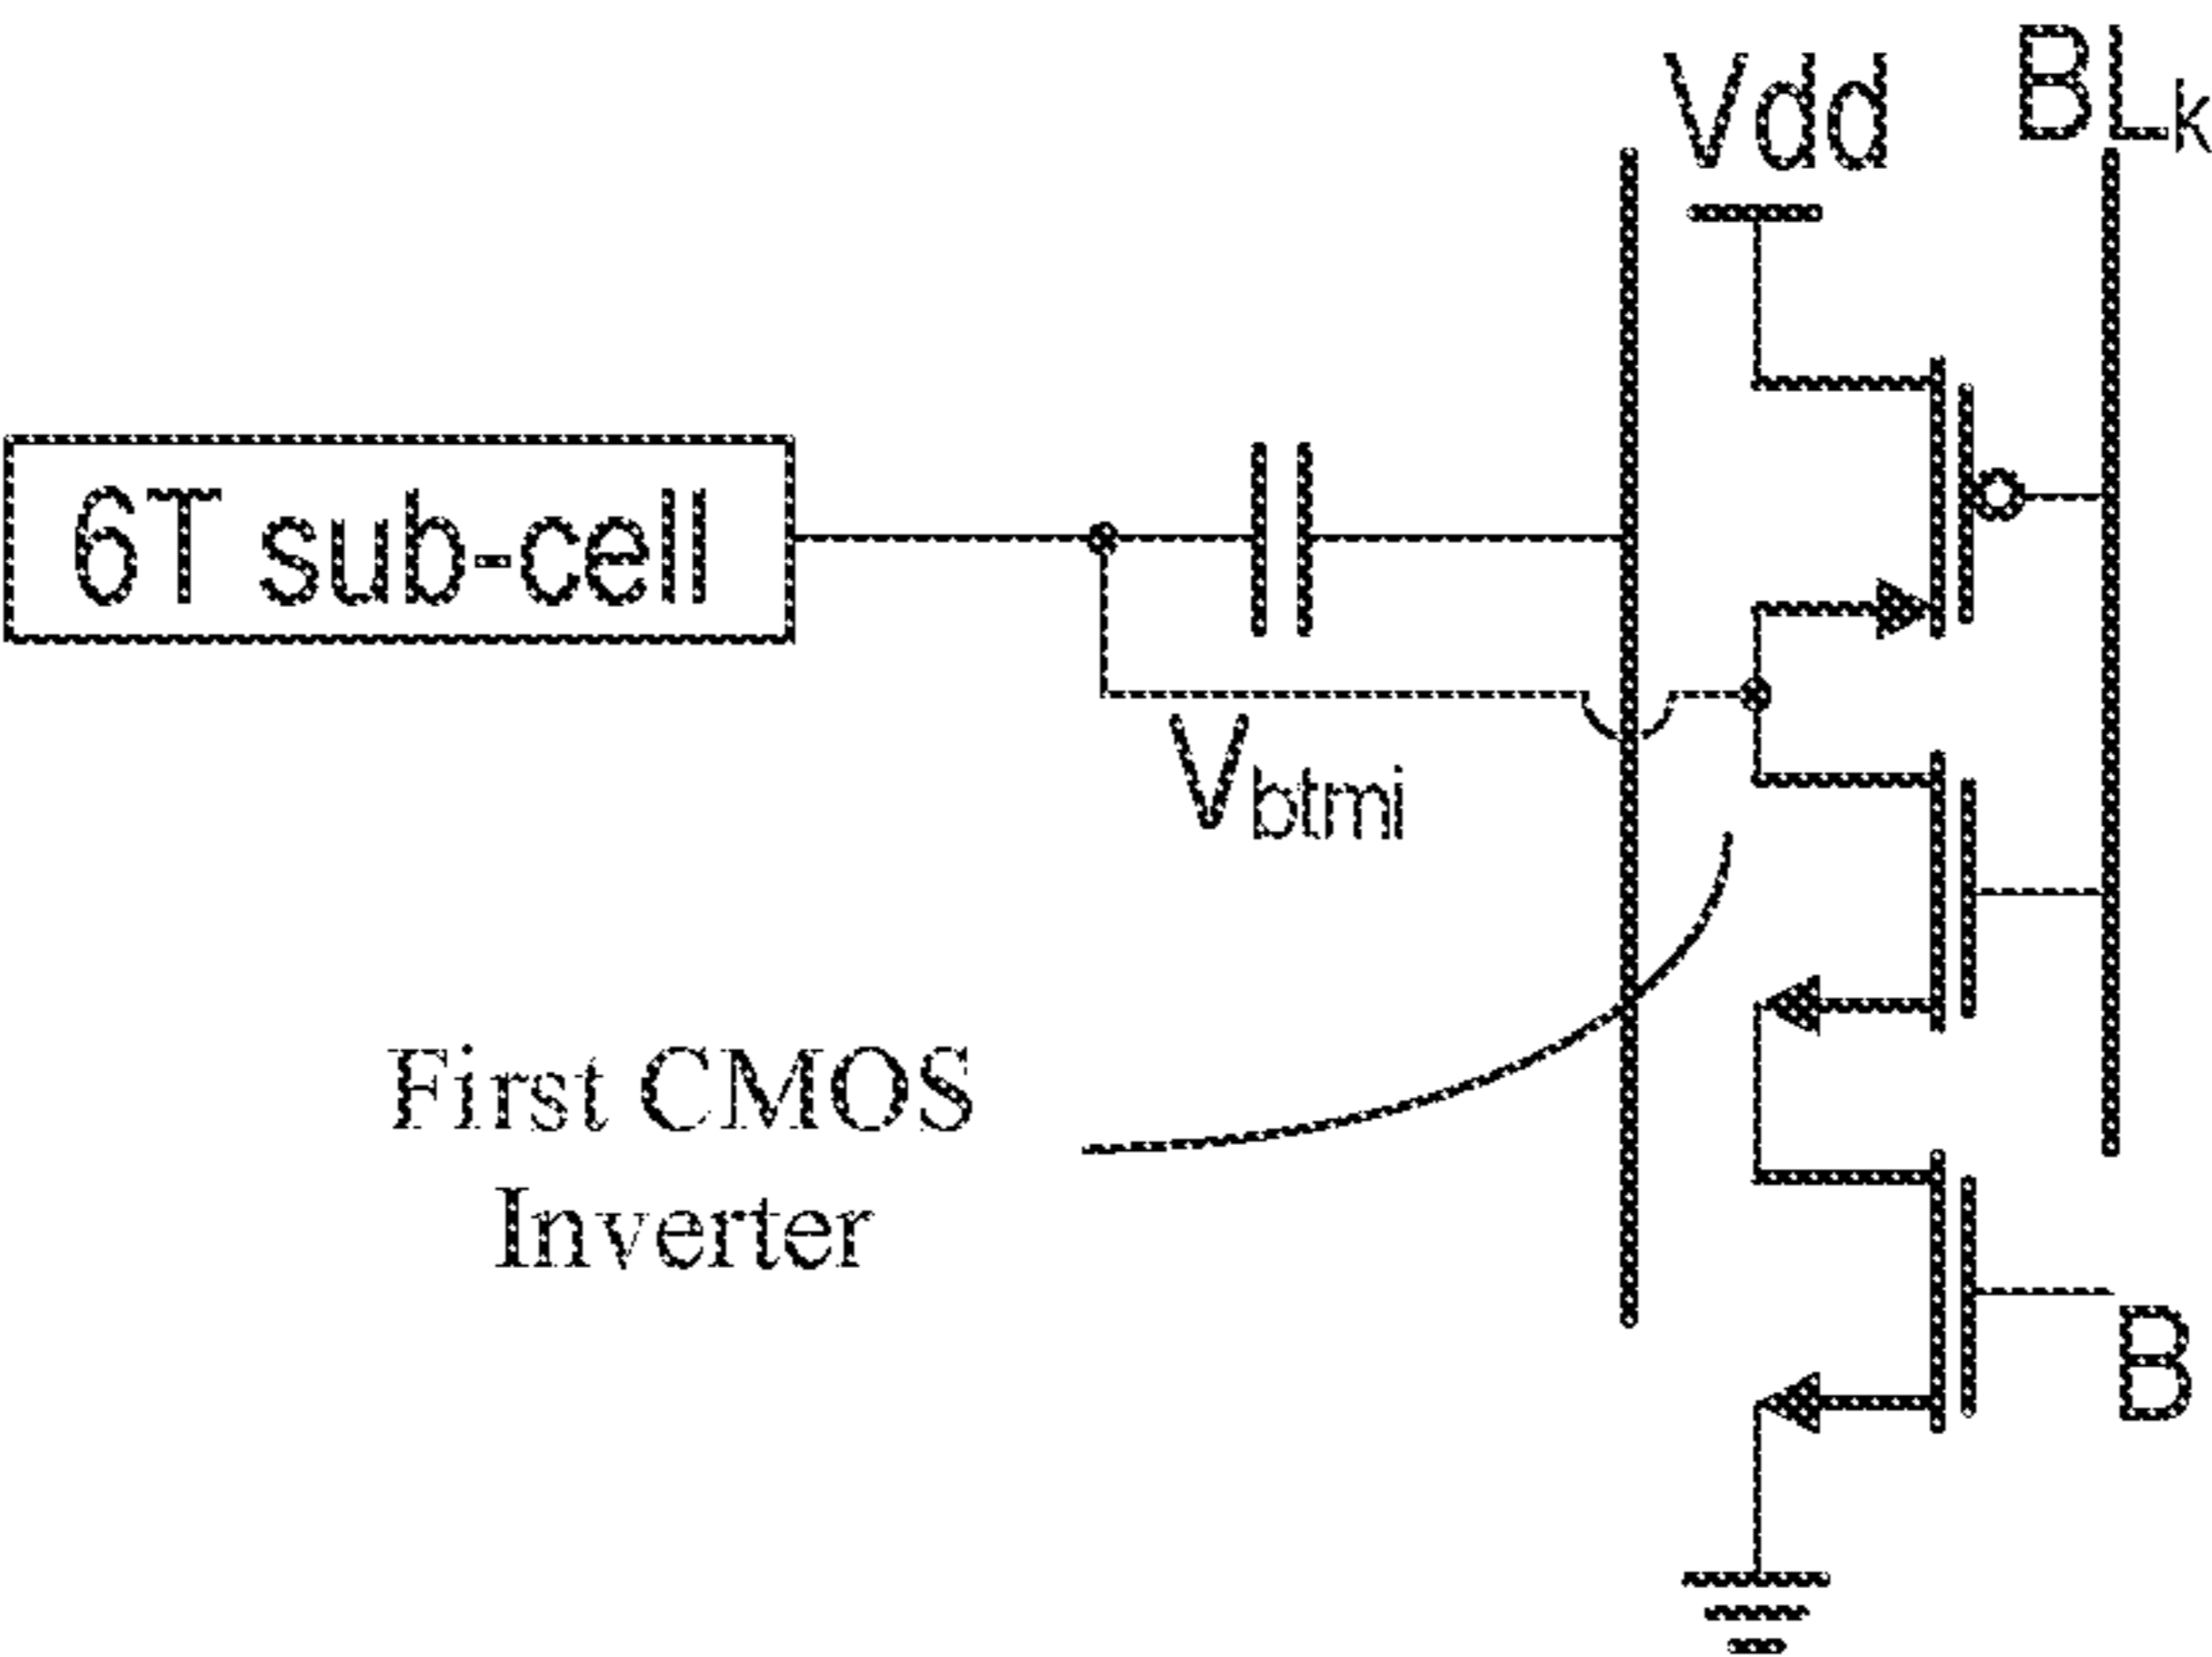 Vdd
BLk
6T sub-cell
Vbtmi
First CMOS
Inverter
B